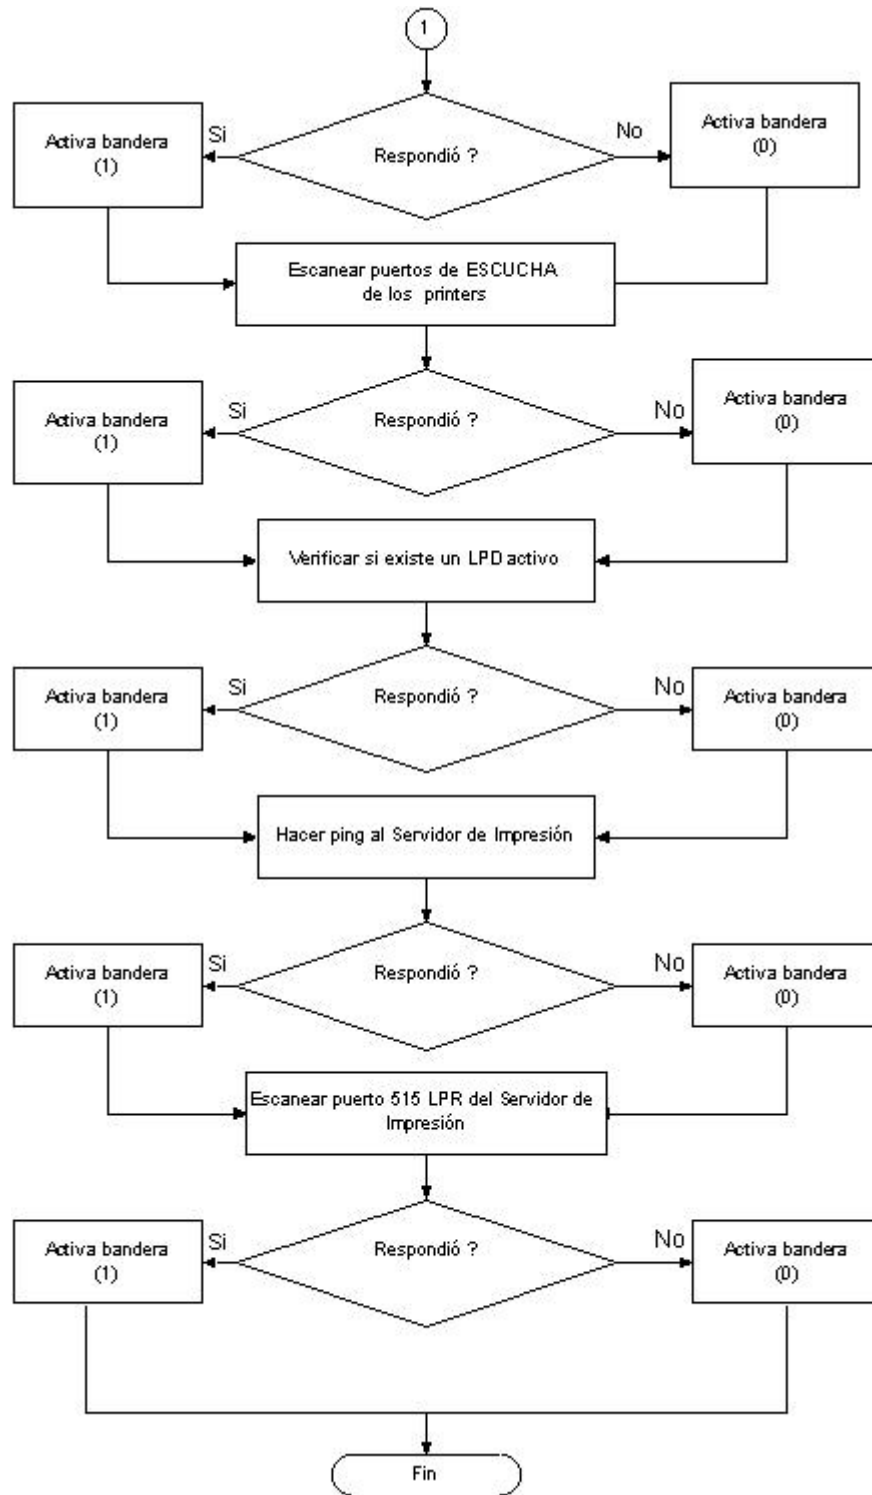 1
Respondió ?
Si
No
Activa bandera
(1)
Activa bandera
(0)
Escanear puertos de ESCUCHA
de los printers
Respondió ?
Si
No
Activa bandera
(1)
Activa bandera
(0)
Verificar si existe un LPD activo
Respondió ?
Si
No
Activa bandera
(1)
Activa bandera
(0)
Hacer ping al Servidor de Impresión
Respondió ?
Si
No
Activa bandera
(1)
Activa bandera
(0)
Escanear puerto 515 LPR del Servidor de
Impresión
Respondió ?
Si
No
Activa bandera
(1)
Activa bandera
(0)
Fin